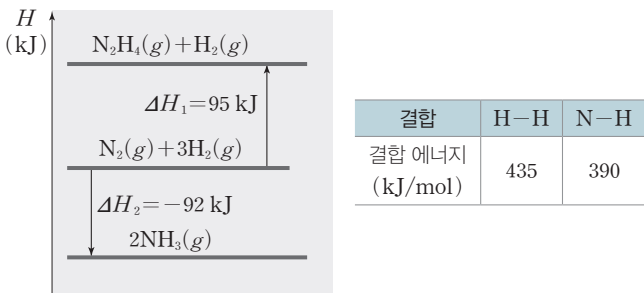 H
(kJ)
N₂H₄(g)+H₂(g)
ΔH₁=95 kJ
N₂(g)+3H₂(g)
ΔH₂=−92 kJ
2NH₃(g)
결합 H−H N−H
결합 에너지
(kJ/mol) 435 390